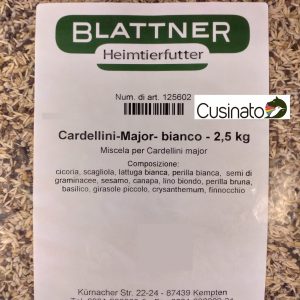 BLATTNER
Heimtierfutter
Num. di art. 125602
Cusinato
Cardellini-Major- bianco - 2,5 kg
Miscela per Cardellini major
Composizione:
cicoria, scagliola, lattuga bianca, perilla bianca, semi di
graminacee, sesamo, canapa, lino biondo, perilla bruna,
basilico, girasole piccolo, crysanthemum, finnocchio
Kürnacher Str. 22-24 - 87439 Kempten